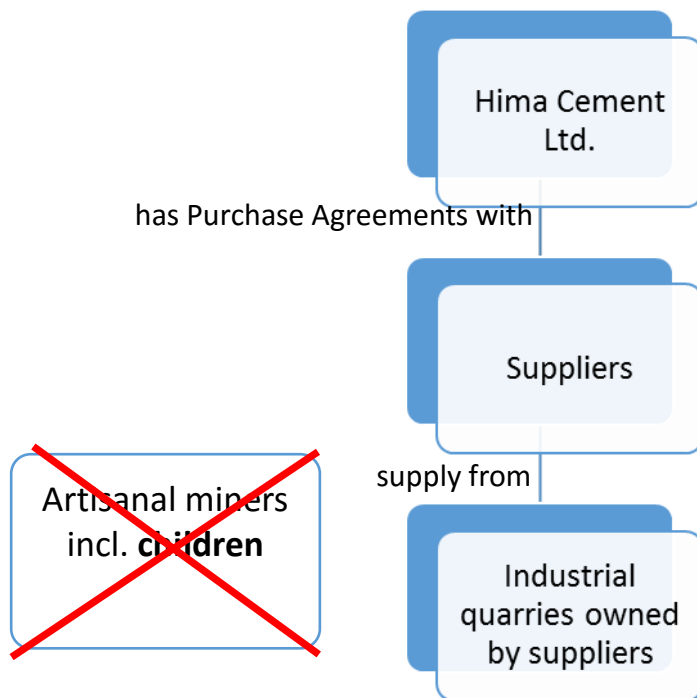 Hima Cement
Ltd.
has Purchase Agreements with
Suppliers
supply from
Artisanal miners
incl. children
Industrial
quarries owned
by suppliers